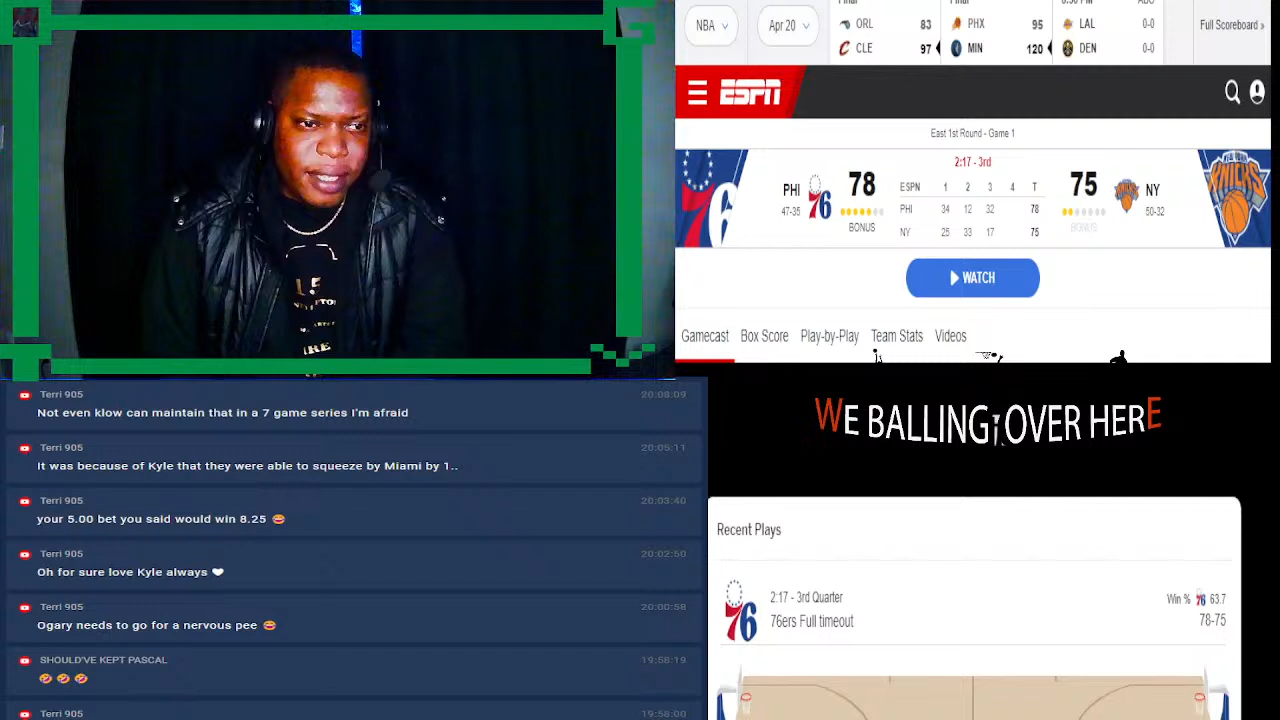 NBA
Apr 20
Final
ORL 83
CLE 97
Final
PHX 95
MIN 120
LAL 0-0
DEN 0-0
Full Scoreboard »
ESPN
East 1st Round - Game 1
2:17 - 3rd
PHI
47-35
76
78
BONUS
ESPN 1 2 3 4 T
PHI 34 12 32 78
NY 25 33 17 75
75
BONUS
NY
50-32
KNICKS
WATCH
Gamecast Box Score Play-by-Play Team Stats Videos
Terri 905 20:08:09
Not even klow can maintain that in a 7 game series I'm afraid
Terri 905 20:05:11
It was because of Kyle that they were able to squeeze by Miami by 1..
Terri 905 20:03:40
your 5.00 bet you said would win 8.25 😂
Terri 905 20:02:50
Oh for sure love Kyle always 🤍
Terri 905 20:00:58
Ogary needs to go for a nervous pee 😂
SHOULD'VE KEPT PASCAL 19:58:19
🤣 🤣 🤣
Terri 905 19:58:00
WE BALLING OVER HERE
Recent Plays
76
2:17 - 3rd Quarter
76ers Full timeout
Win % 76 63.7
78-75